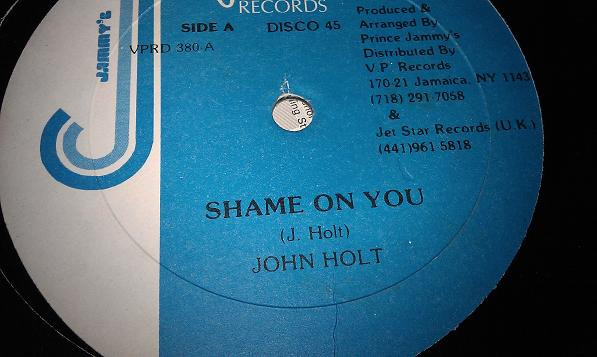 RECORDS
SIDE A DISCO 45
VPRD 380-A
JAMMY'S
Produced &
Arranged By
Prince Jammy's
Distributed By
V.P. Records
170-21 Jamaica, NY 1143
(718) 291-7058
&
Jet Star Records (U.K.)
(441)961-5818
SHAME ON YOU
(J. Holt)
JOHN HOLT